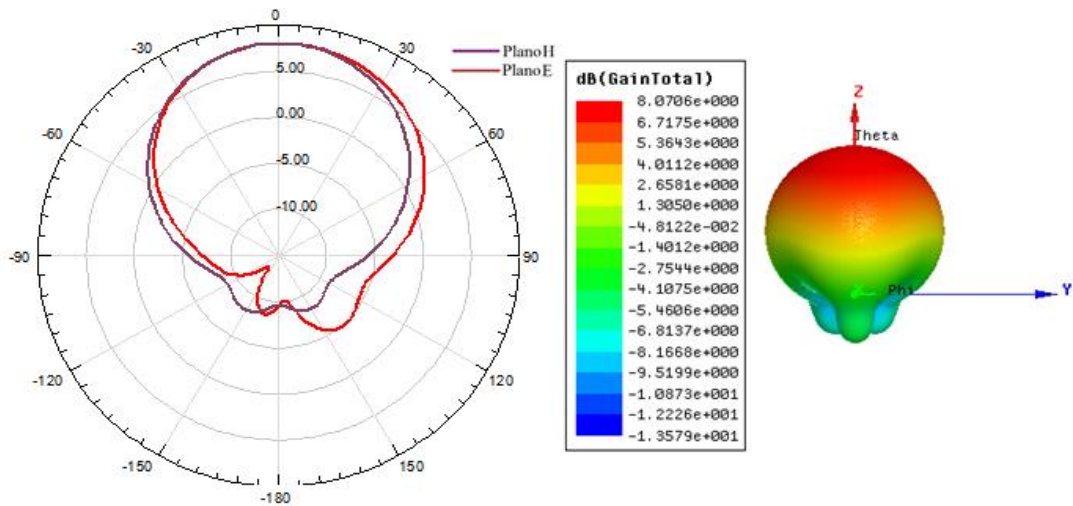 0
-30
30
PlanoH
PlanoE
5.00
0.00
-60
60
-5.00
-10.00
-90
90
-120
120
-150
150
-180
dB(GainTotal)
8.0706e+000
6.7175e+000
5.3643e+000
4.0112e+000
2.6581e+000
1.3050e+000
-4.8122e-002
-1.4012e+000
-2.7544e+000
-4.1075e+000
-5.4606e+000
-6.8137e+000
-8.1668e+000
-9.5199e+000
-1.0873e+001
-1.2226e+001
-1.3579e+001
Z
Theta
Phi
Y